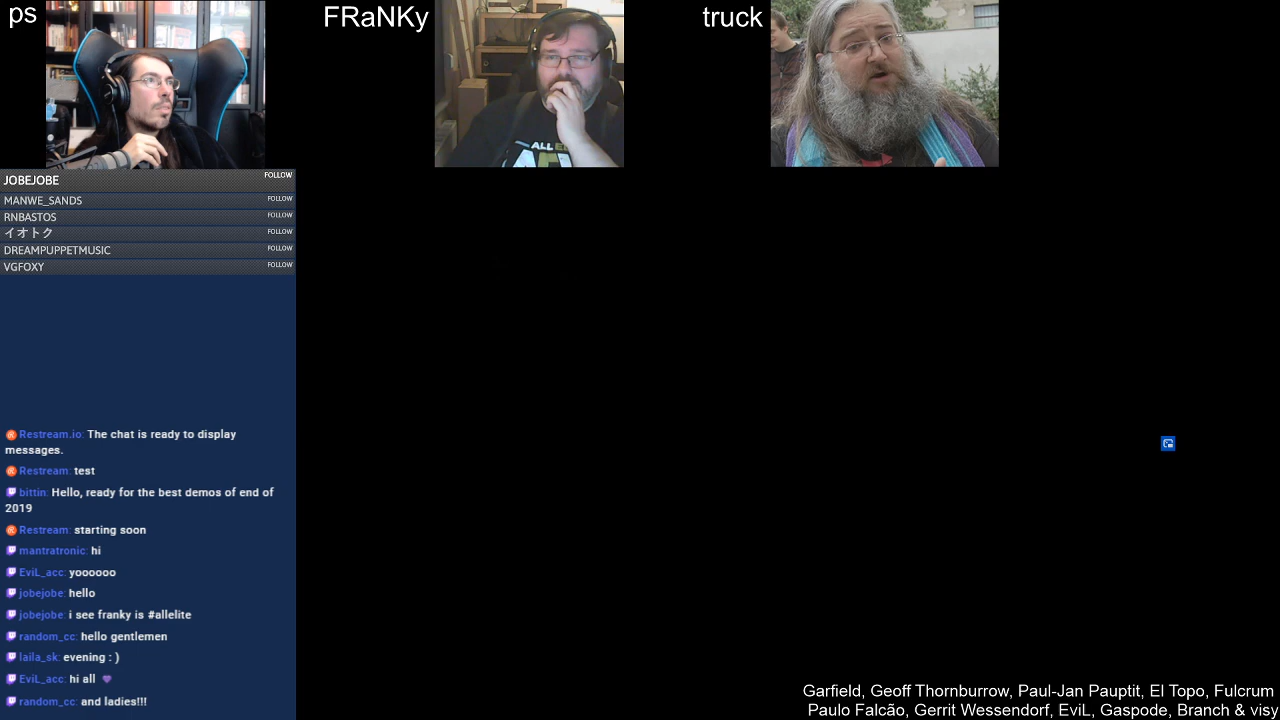 ps
FRaNKy
truck
ALL EL
JOBEJOBE FOLLOW
MANWE_SANDS FOLLOW
RNBASTOS FOLLOW
イオトク FOLLOW
DREAMPUPPETMUSIC FOLLOW
VGFOXY FOLLOW
Restream.io: The chat is ready to display
messages.
Restream: test
bittin: Hello, ready for the best demos of end of
2019
Restream: starting soon
mantratronic: hi
EviL_acc: yoooooo
jobejobe: hello
jobejobe: i see franky is #allelite
random_cc: hello gentlemen
laila_sk: evening : )
EviL_acc: hi all 💜
random_cc: and ladies!!!
Garfield, Geoff Thornburrow, Paul-Jan Pauptit, El Topo, Fulcrum
Paulo Falcão, Gerrit Wessendorf, EviL, Gaspode, Branch & visy